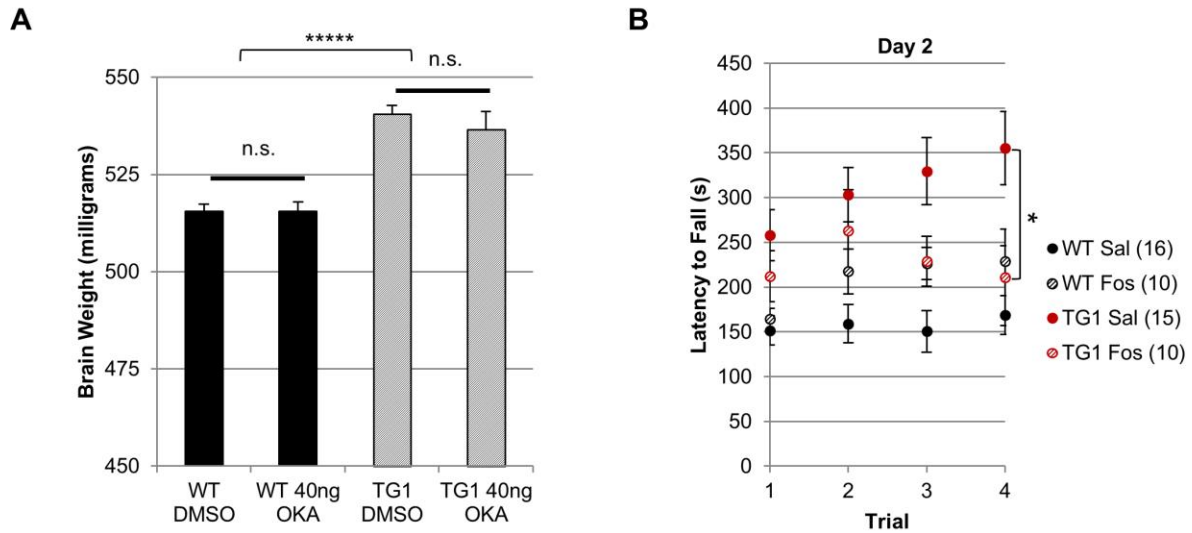 A
*****
n.s.
n.s.
Brain Weight (milligrams)
550
525
500
475
450
WT DMSO
WT 40ng OKA
TG1 DMSO
TG1 40ng OKA
B
Day 2
Latency to Fall (s)
450
400
350
300
250
200
150
100
50
0
1 2 3 4
Trial
*
WT Sal (16)
WT Fos (10)
TG1 Sal (15)
TG1 Fos (10)